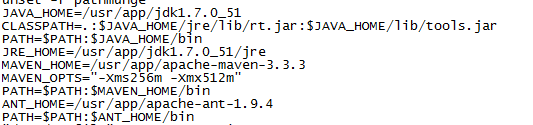 unset -f pathmunge
JAVA_HOME=/usr/app/jdk1.7.0_51
CLASSPATH=.:$JAVA_HOME/jre/lib/rt.jar:$JAVA_HOME/lib/tools.jar
PATH=$PATH:$JAVA_HOME/bin
JRE_HOME=/usr/app/jdk1.7.0_51/jre
MAVEN_HOME=/usr/app/apache-maven-3.3.3
MAVEN_OPTS="-Xms256m -Xmx512m"
PATH=$PATH:$MAVEN_HOME/bin
ANT_HOME=/usr/app/apache-ant-1.9.4
PATH=$PATH:$ANT_HOME/bin